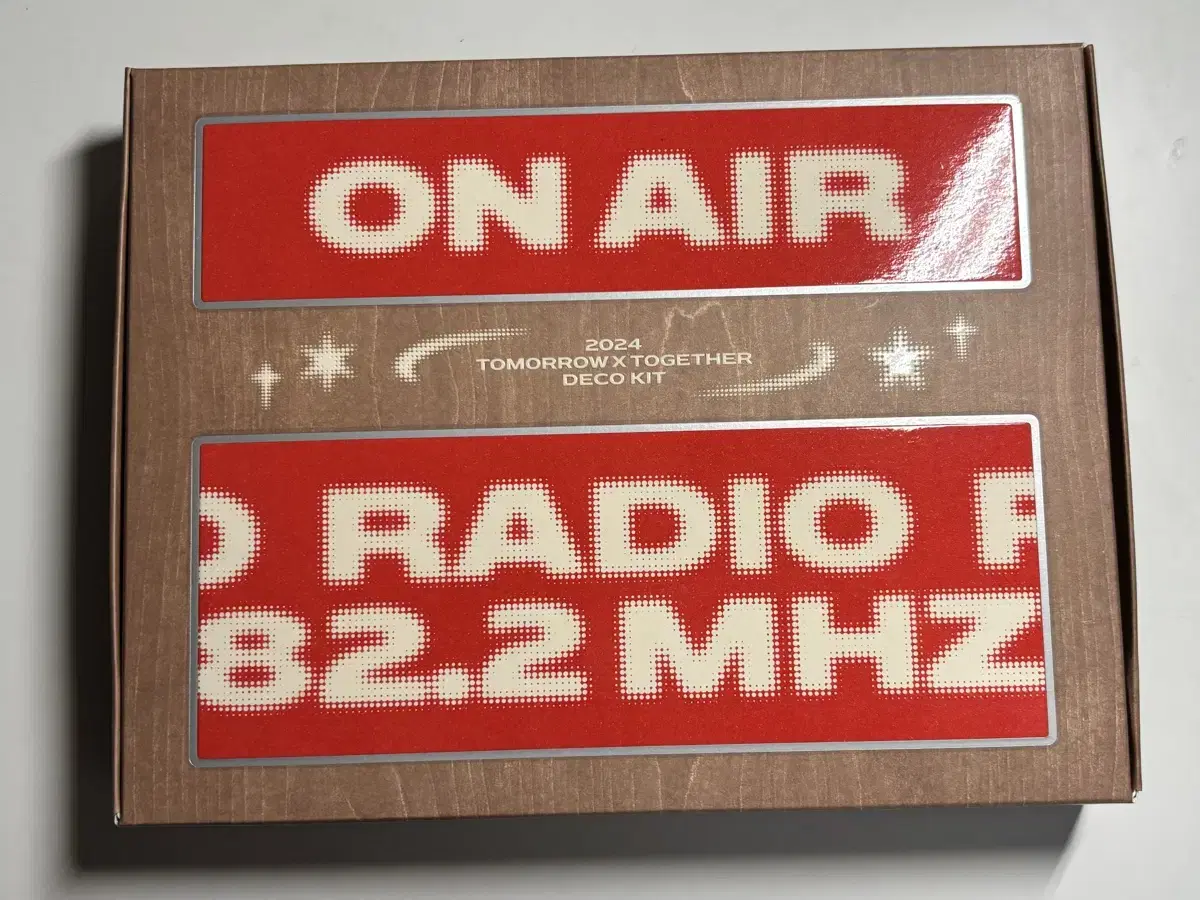 ON AIR
2024
TOMORROW X TOGETHER
DECO KIT
O RADIO R
82.2 MHZ